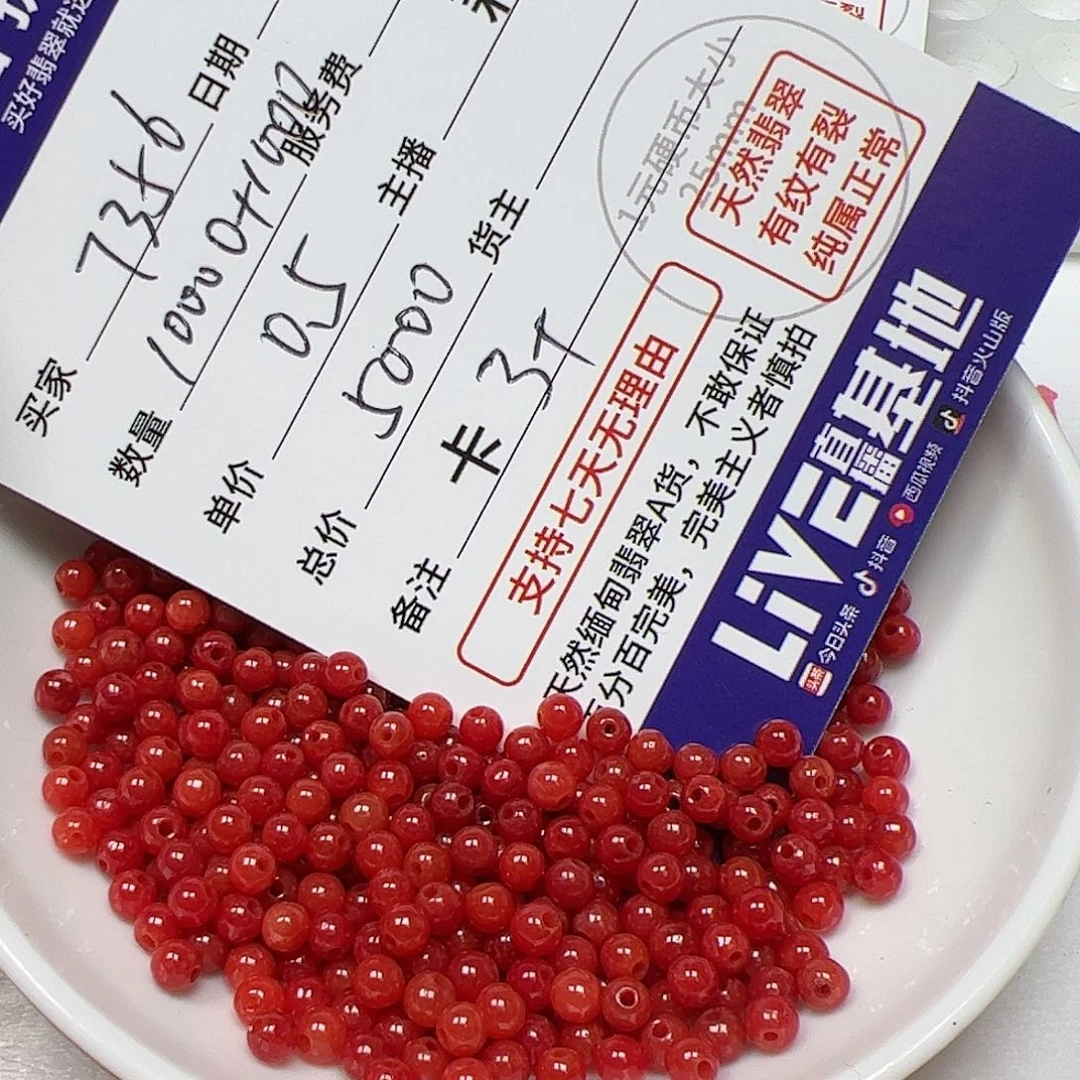 买好翡翠就这
买家 7356 日期
数量 10000+1000 服务费
单价 0.5 主播
总价 5000 货主
备注 卡 3T
支持七天无理由
1元硬币大小
25mm
天然翡翠
有纹有裂
纯属正常
天然缅甸翡翠A货，不敢保证
百分百完美，完美主义者慎拍
LiVE直播基地
今日头条 抖音 西瓜视频 抖音火山版